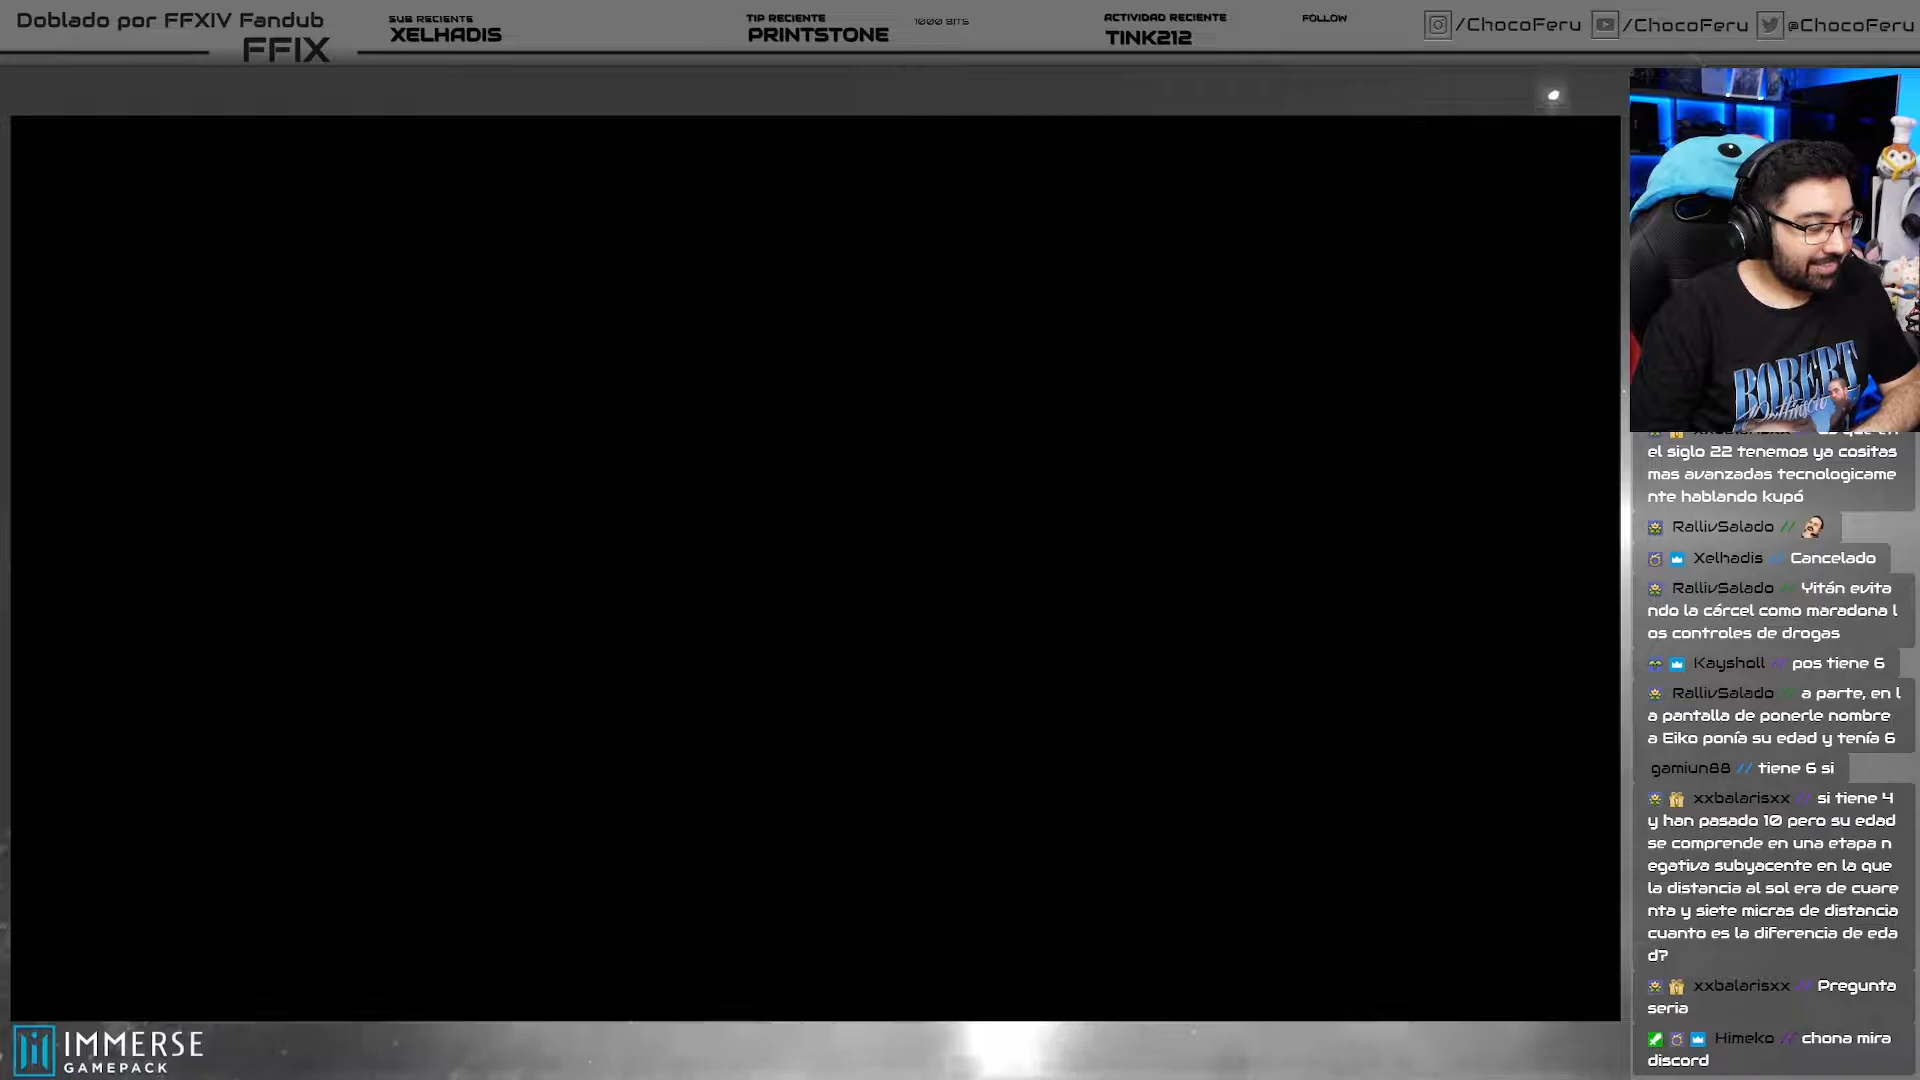 Doblado por FFXIV Fandub
FFIX
SUB RECIENTE
XELHADIS
TIP RECIENTE
PRINTSTONE
1000 BITS
ACTIVIDAD RECIENTE
TINK212
FOLLOW
/ChocoFeru
/ChocoFeru
@ChocoFeru
ROBERT
Pattinson
el siglo 22 tenemos ya cositas
mas avanzadas tecnologicame
nte hablando kupó
RallivSalado //
Xelhadis // Cancelado
RallivSalado // Yitán evita
ndo la cárcel como maradona l
os controles de drogas
Kaysholl // pos tiene 6
RallivSalado // a parte, en l
a pantalla de ponerle nombre
a Eiko ponía su edad y tenía 6
gamiun88 // tiene 6 si
xxbalarisxx // si tiene 4
y han pasado 10 pero su edad
se comprende en una etapa n
egativa subyacente en la que
la distancia al sol era de cuare
nta y siete micras de distancia
cuanto es la diferencia de eda
d?
xxbalarisxx // Pregunta
seria
Himeko // chona mira
discord
IMMERSE
GAMEPACK